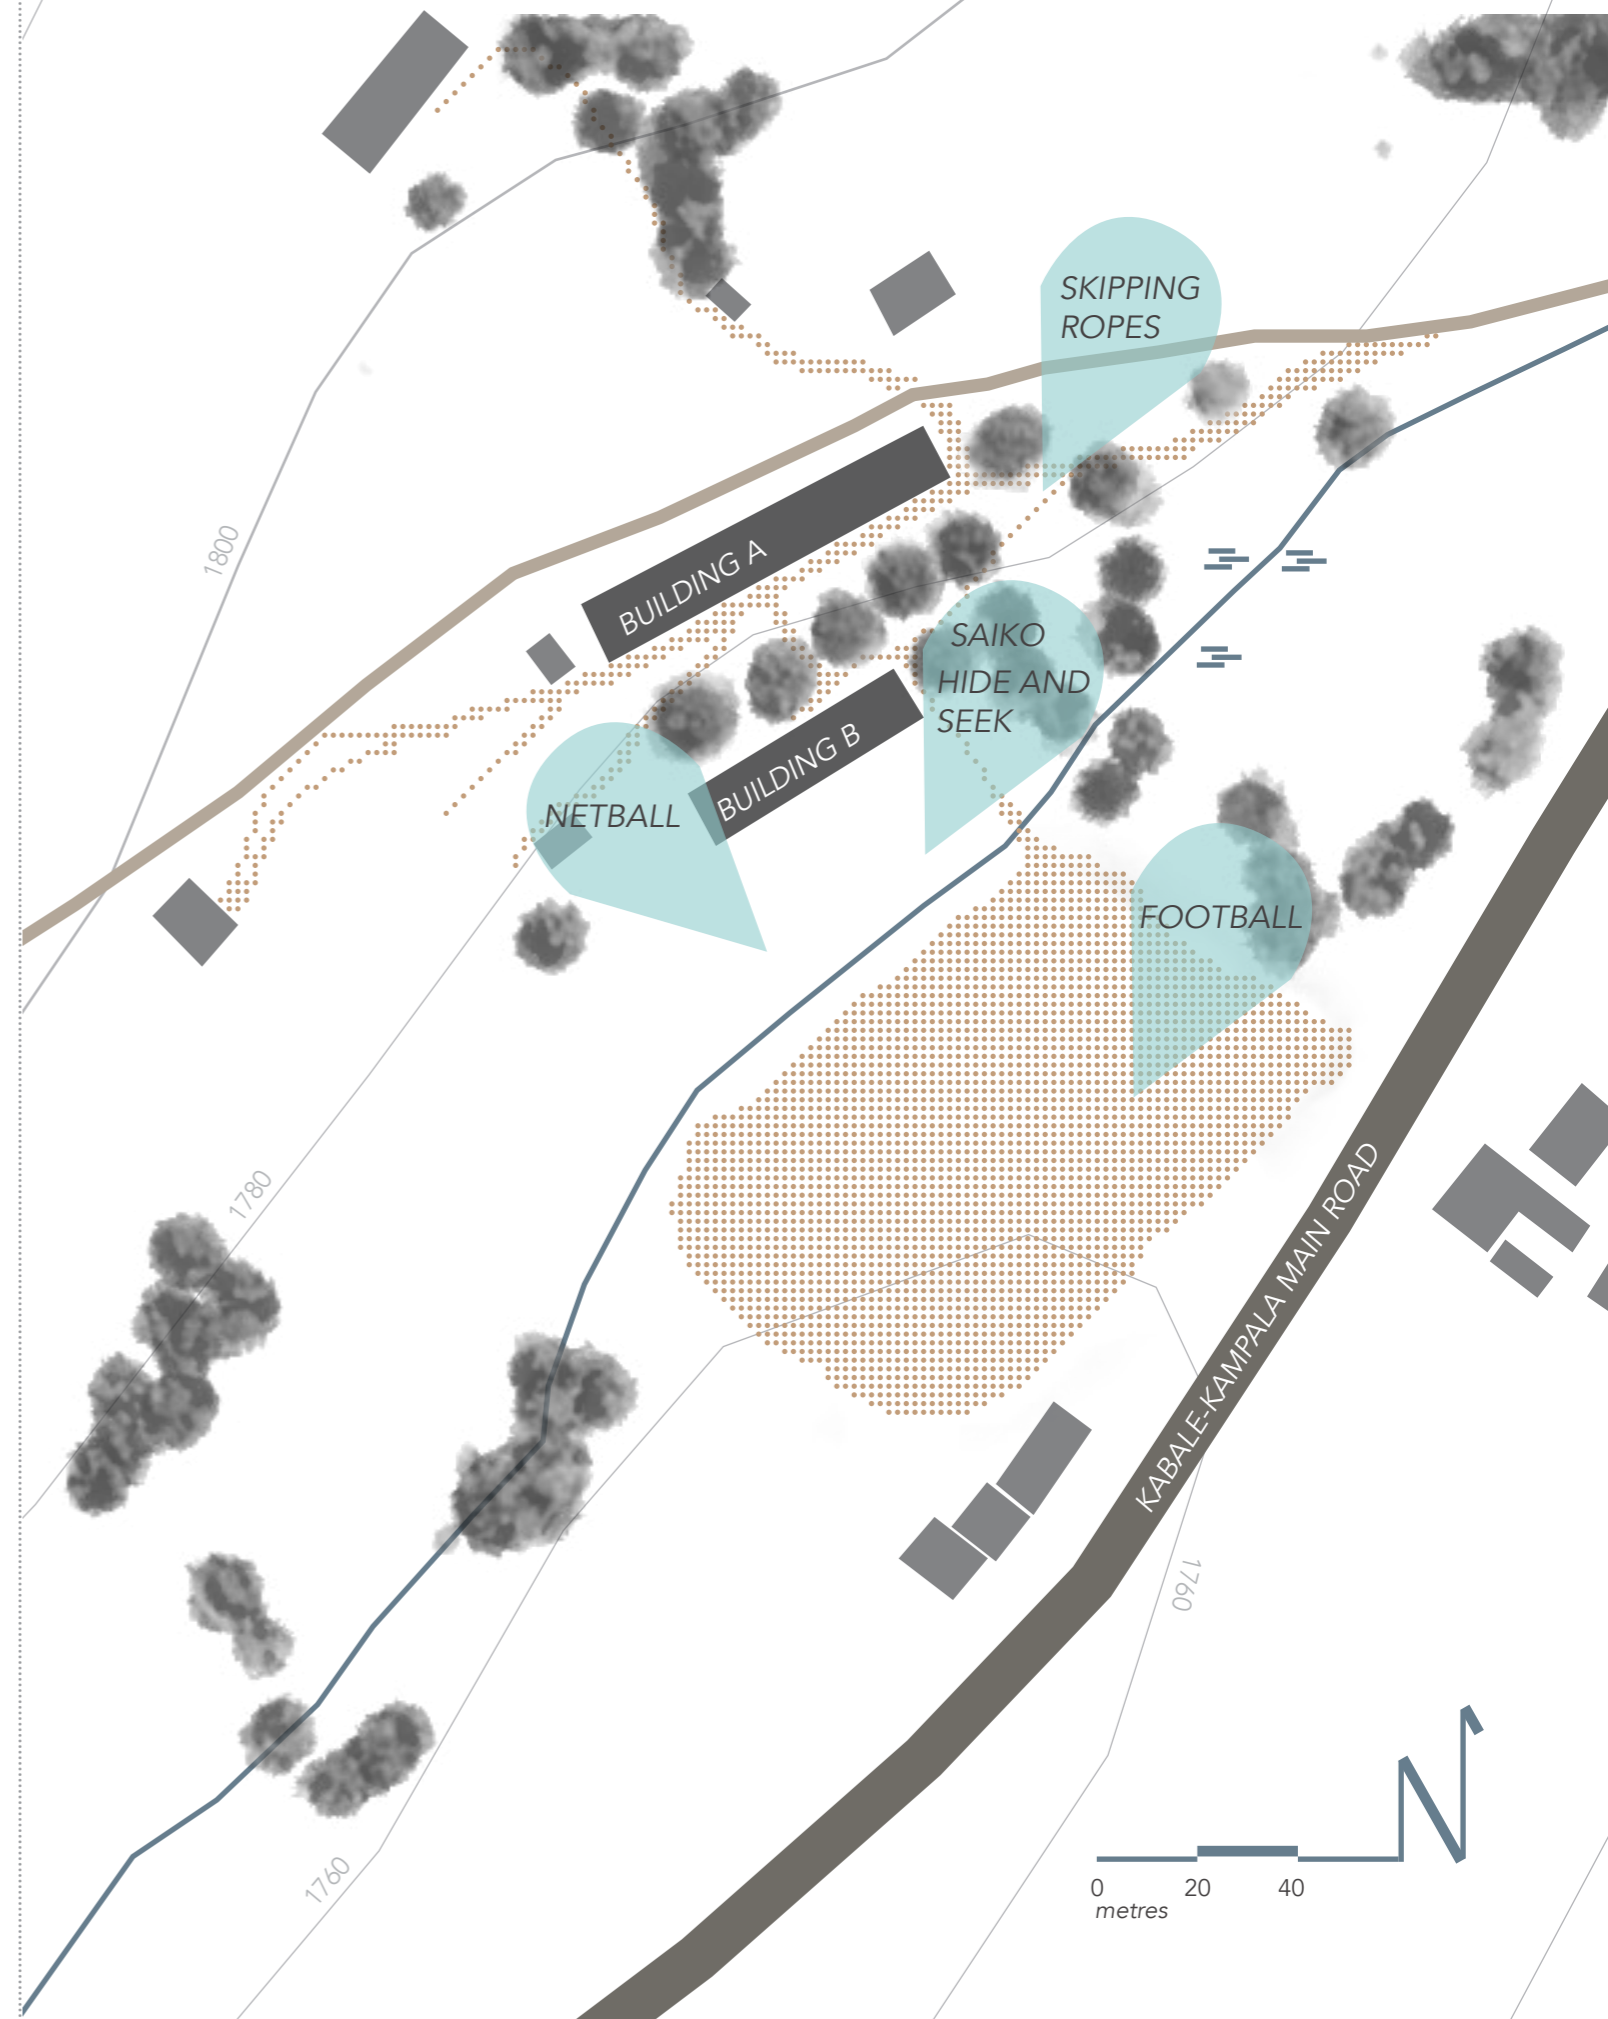 SKIPPING
ROPES
1800
BUILDING A
SAIKO
HIDE AND
SEEK
BUILDING B
NETBALL
FOOTBALL
1780
KABALE-KAMPALA MAIN ROAD
1760
1760
N
0 20 40
metres